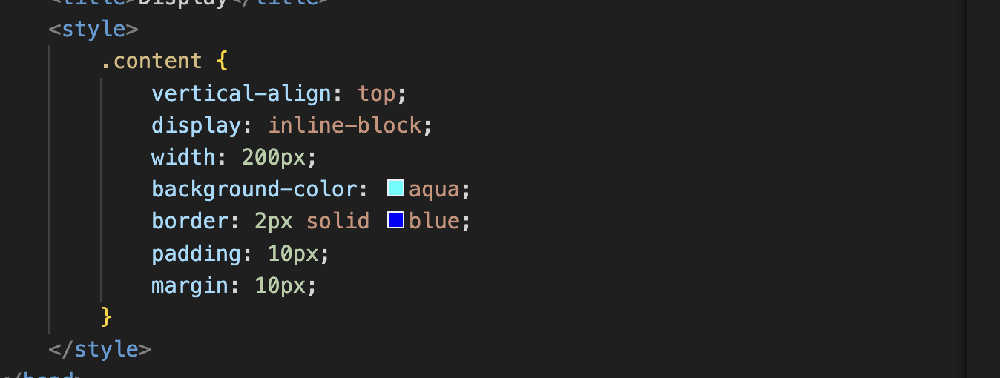 <title>Display</title>
<style>
.content {
vertical-align: top;
display: inline-block;
width: 200px;
background-color: aqua;
border: 2px solid blue;
padding: 10px;
margin: 10px;
}
</style>
</head>